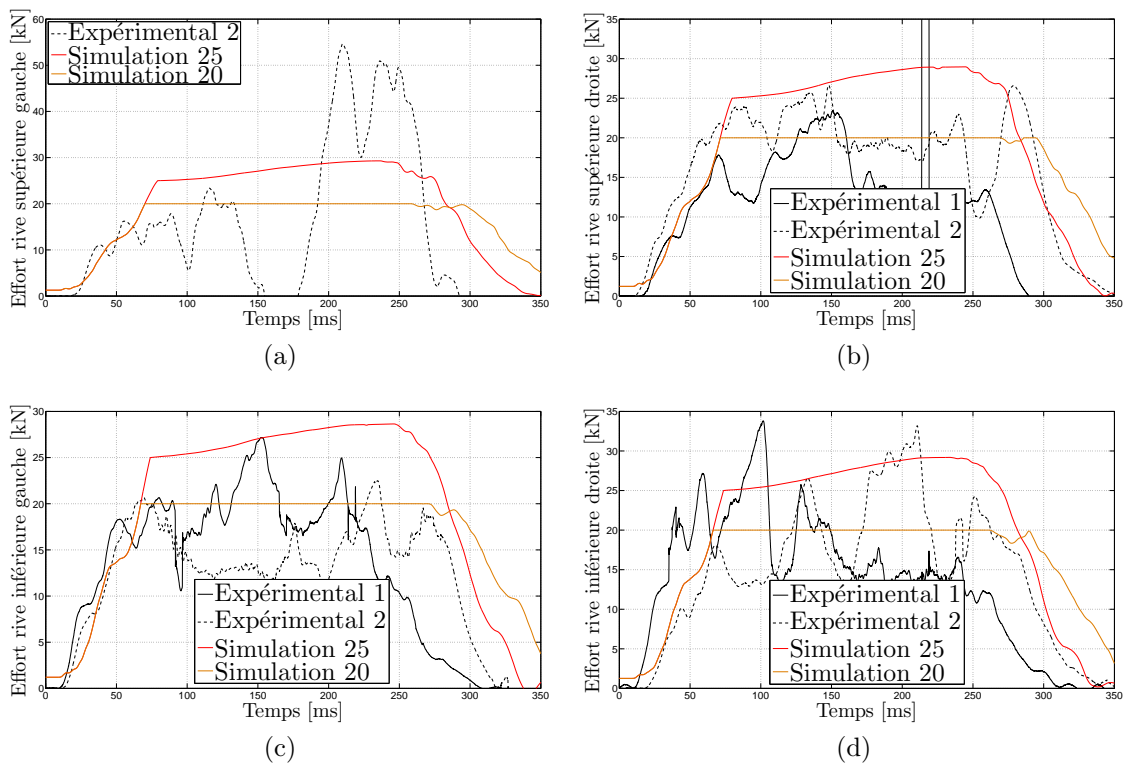 Effort rive supérieure gauche [kN]
60
50
40
30
20
10
0
Expérimental 2
Simulation 25
Simulation 20
0 50 100 150 200 250 300 350
Temps [ms]
(a)
Effort rive supérieure droite [kN]
35
30
25
20
15
10
5
0
Expérimental 1
Expérimental 2
Simulation 25
Simulation 20
0 50 100 150 200 250 300 350
Temps [ms]
(b)
Effort rive inférieure gauche [kN]
30
25
20
15
10
5
0
Expérimental 1
Expérimental 2
Simulation 25
Simulation 20
0 50 100 150 200 250 300 350
Temps [ms]
(c)
Effort rive inférieure droite [kN]
35
30
25
20
15
10
5
0
Expérimental 1
Expérimental 2
Simulation 25
Simulation 20
0 50 100 150 200 250 300 350
Temps [ms]
(d)